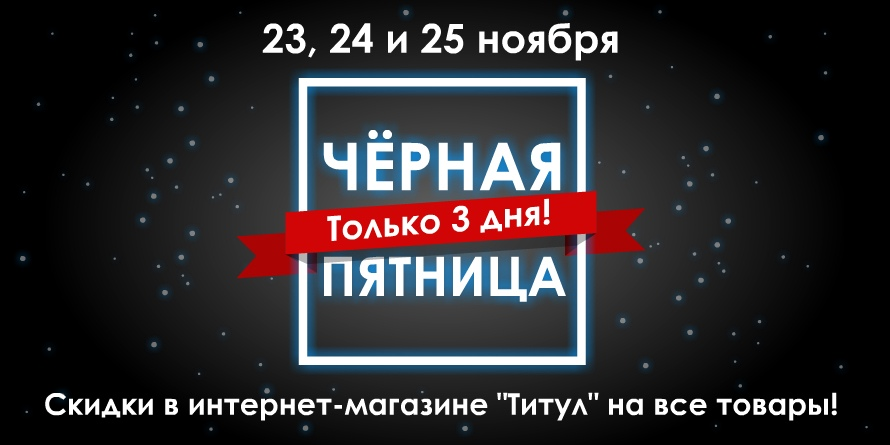 23, 24 и 25 ноября
ЧЁРНАЯ
Только 3 дня!
ПЯТНИЦА
Скидки в интернет-магазине "Титул" на все товары!